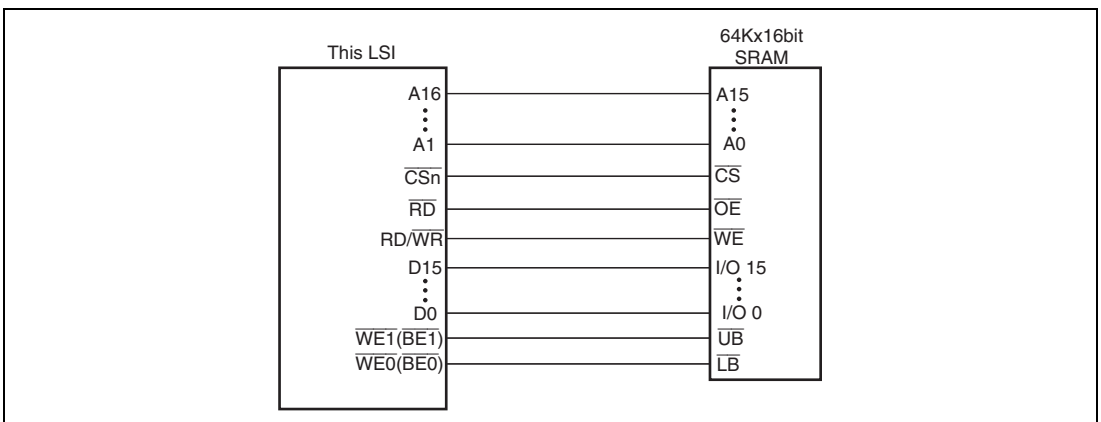 This LSI
64Kx16bit
SRAM
A16
A15
A1
A0
CSn
CS
RD
OE
RD/WR
WE
D15
I/O 15
D0
I/O 0
WE1(BE1)
UB
WE0(BE0)
LB